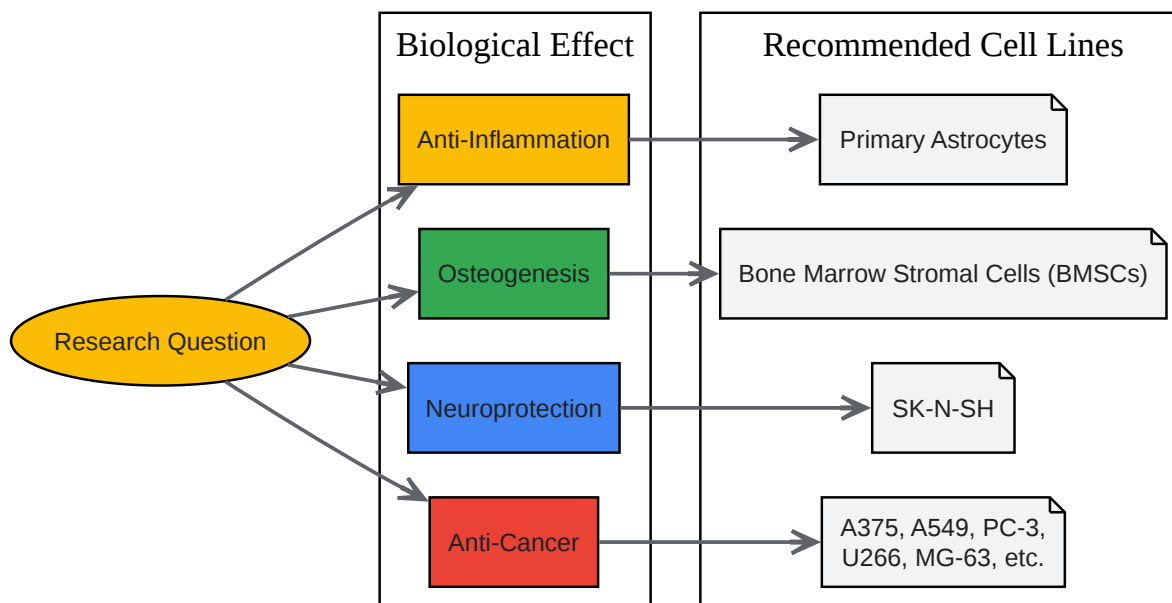 Biological Effect
Recommended Cell Lines
Anti-Inflammation
Primary Astrocytes
Osteogenesis
Bone Marrow Stromal Cells (BMSCs)
Research Question
Neuroprotection
SK-N-SH
Anti-Cancer
A375, A549, PC-3,
U266, MG-63, etc.